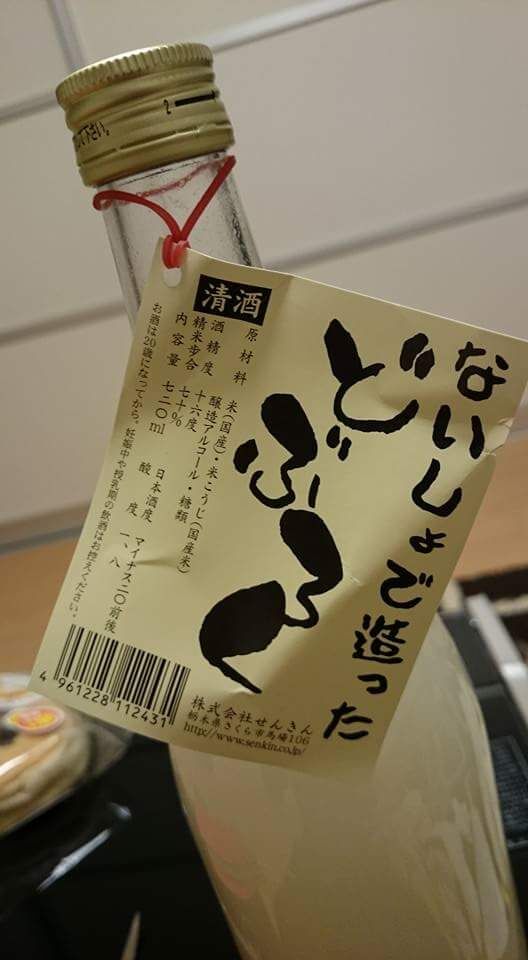 ないしょで造った
どぶろく
清酒
原材料 米(国産)・米こうじ(国産米)
醸造アルコール・糖類
酒精度 十六度 日本酒度 マイナス二〇前後
精米歩合 七十% 酸度 一、八
内容量 七二〇ml
お酒は20歳になってから。妊娠中や授乳期の飲酒はお控えください。
4 961228 112431
株式会社せんきん
栃木県さくら市馬場106
http://www.senkin.co.jp/
て下さい。
2